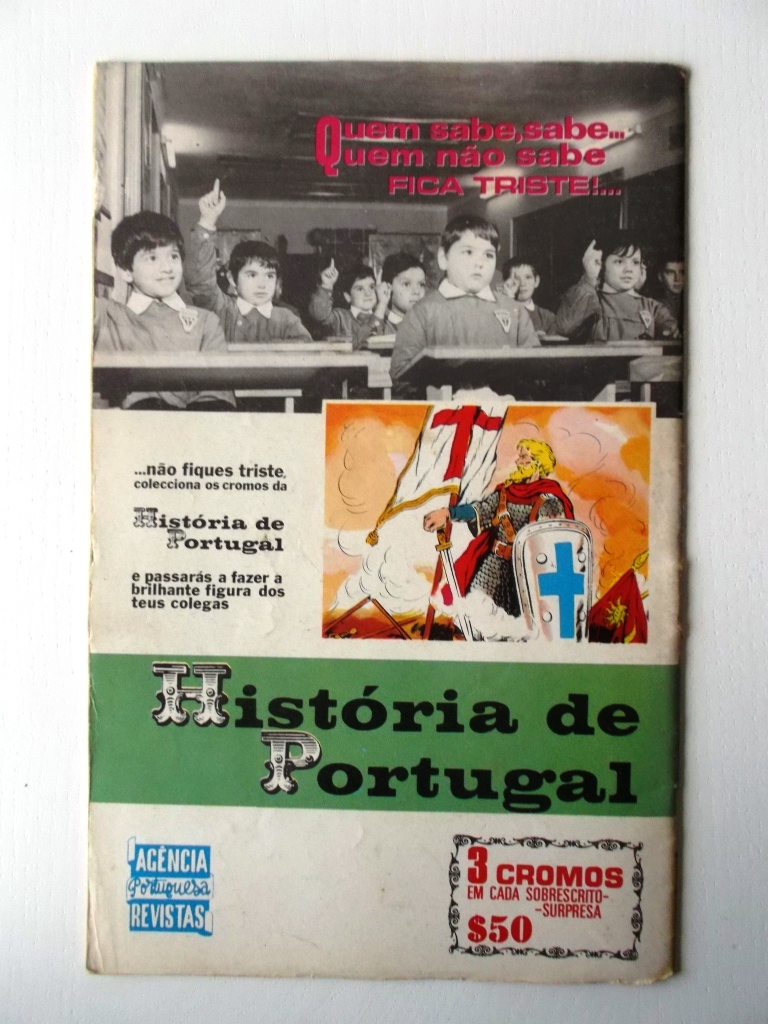 Quem sabe, sabe...
Quem não sabe
FICA TRISTE!...
...não fiques triste,
colecciona os cromos da
História de
Portugal
e passarás a fazer a
brilhante figura dos
teus colegas
História de
Portugal
AGÊNCIA
Portuguesa
REVISTAS
3 CROMOS
EM CADA SOBRESCRITO-
-SURPRESA
$50